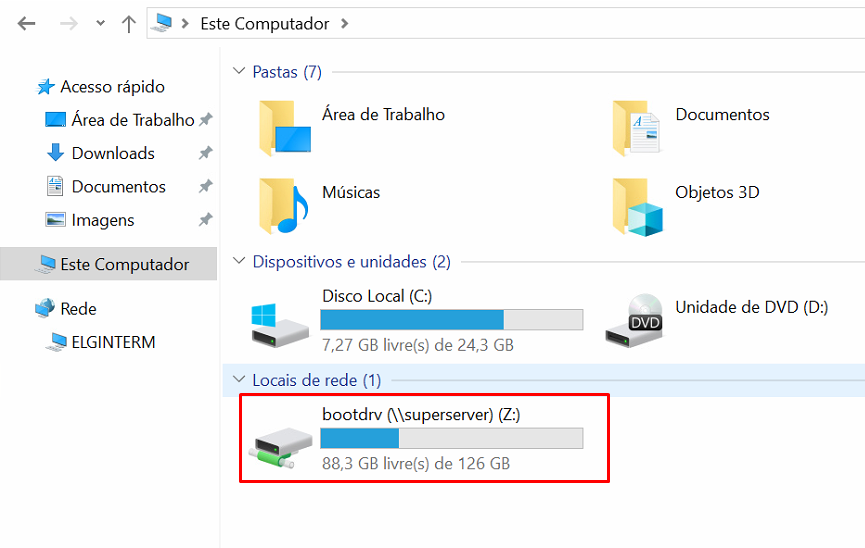 Este Computador
Acesso rápido
Área de Trabalho
Downloads
Documentos
Imagens
Este Computador
Rede
ELGINTERM
Pastas (7)
Área de Trabalho
Documentos
Músicas
Objetos 3D
Dispositivos e unidades (2)
Disco Local (C:)
7,27 GB livre(s) de 24,3 GB
DVD
Unidade de DVD (D:)
Locais de rede (1)
bootdrv (\\superserver) (Z:)
88,3 GB livre(s) de 126 GB